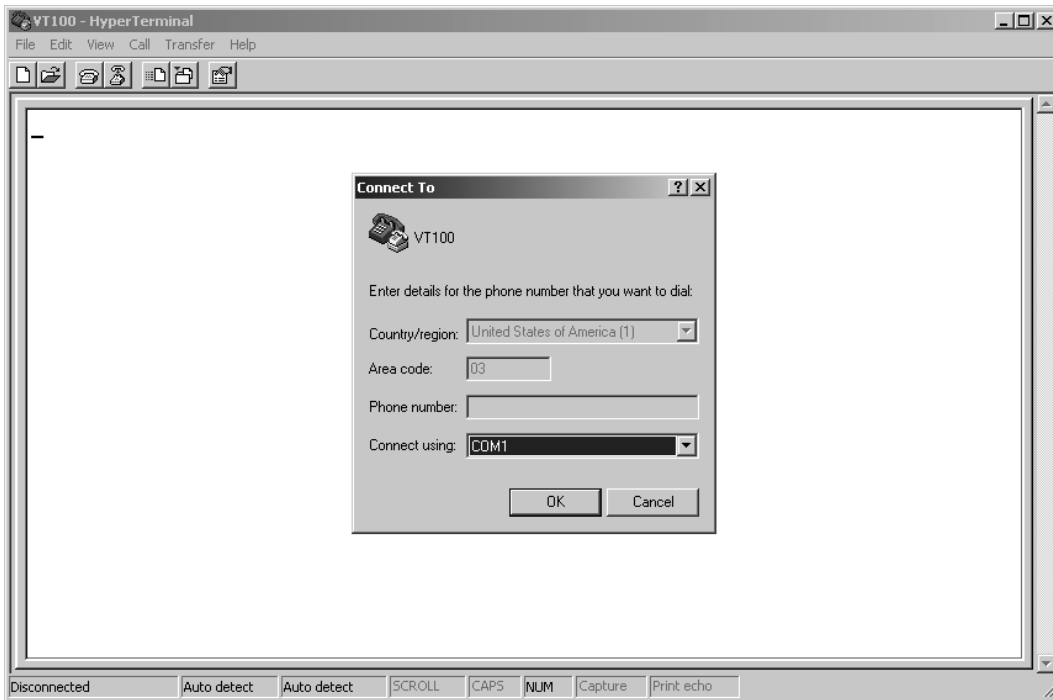 VT100 - HyperTerminal
File Edit View Call Transfer Help
Connect To
VT100
Enter details for the phone number that you want to dial:
Country/region: United States of America (1)
Area code: 03
Phone number:
Connect using: COM1
OK Cancel
Disconnected Auto detect Auto detect SCROLL CAPS NUM Capture Print echo